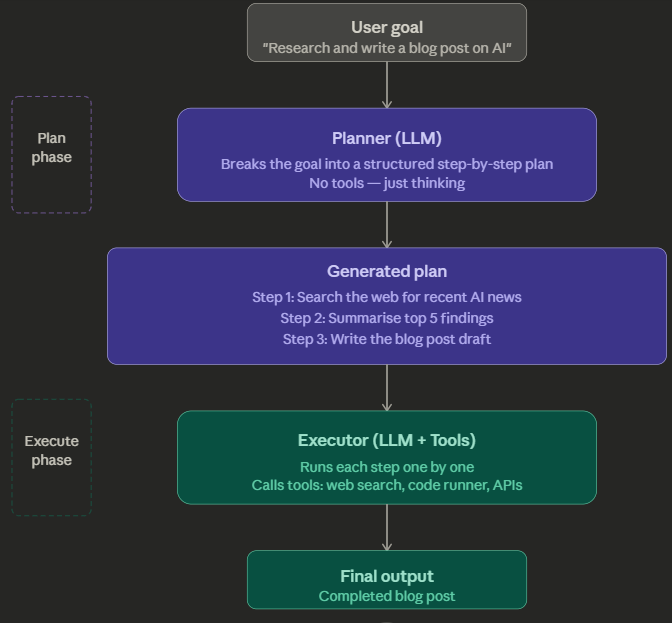 User goal
"Research and write a blog post on AI"
Plan
phase
Planner (LLM)
Breaks the goal into a structured step-by-step plan
No tools — just thinking
Generated plan
Step 1: Search the web for recent AI news
Step 2: Summarise top 5 findings
Step 3: Write the blog post draft
Execute
phase
Executor (LLM + Tools)
Runs each step one by one
Calls tools: web search, code runner, APIs
Final output
Completed blog post